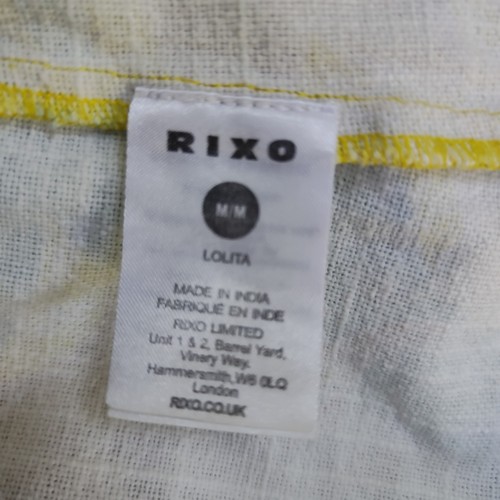 RIXO
M/M
LOLITA
MADE IN INDIA
FABRIQUÉ EN INDE
RIXO LIMITED
Unit 1 & 2, Barrel Yard,
Vinery Way,
Hammersmith, W6 0LQ
London
RIXO.CO.UK